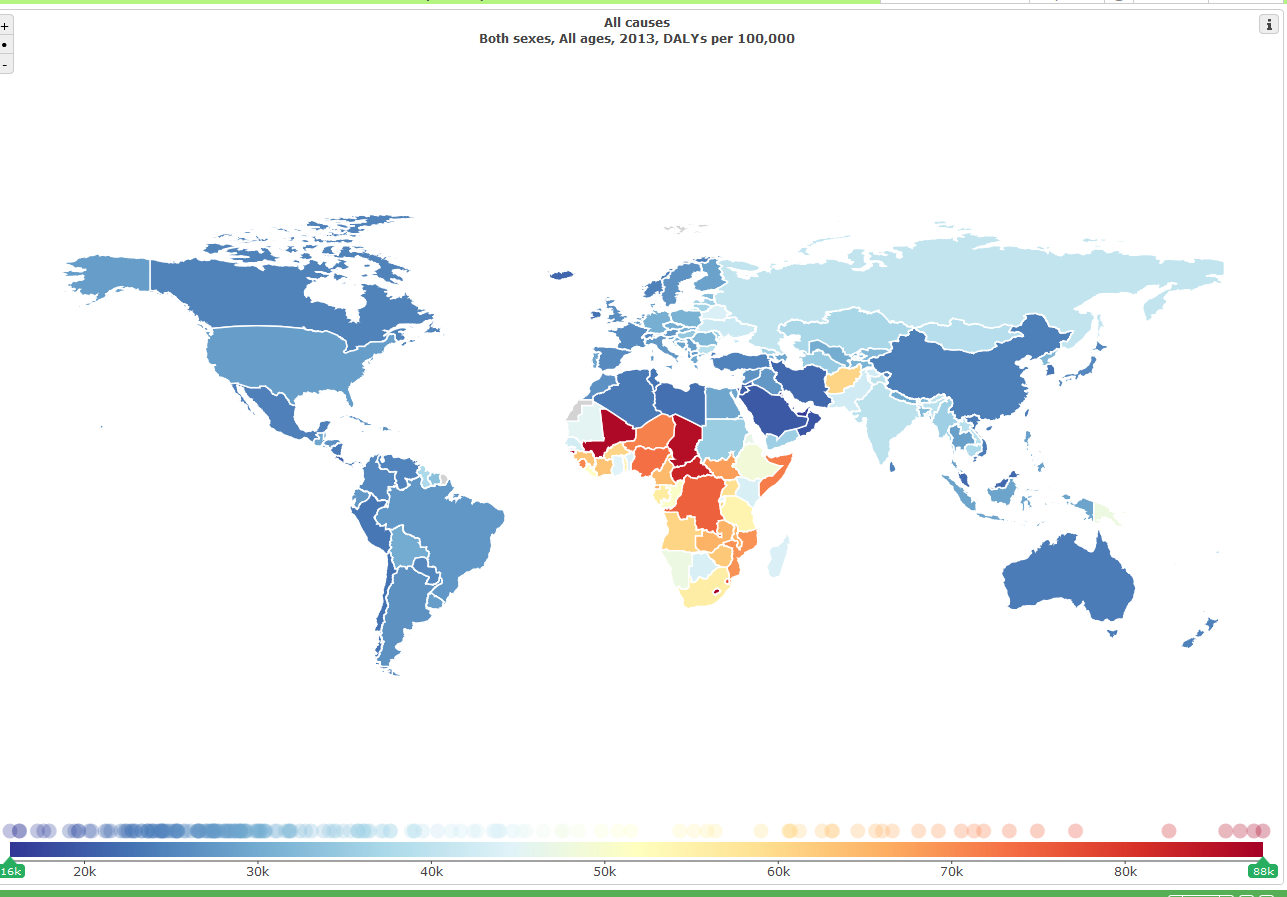 +
All causes
i
Both sexes, All ages, 2013, DALYs per 100,000
-
16k 20k 30k 40k 50k 60k 70k 80k 88k